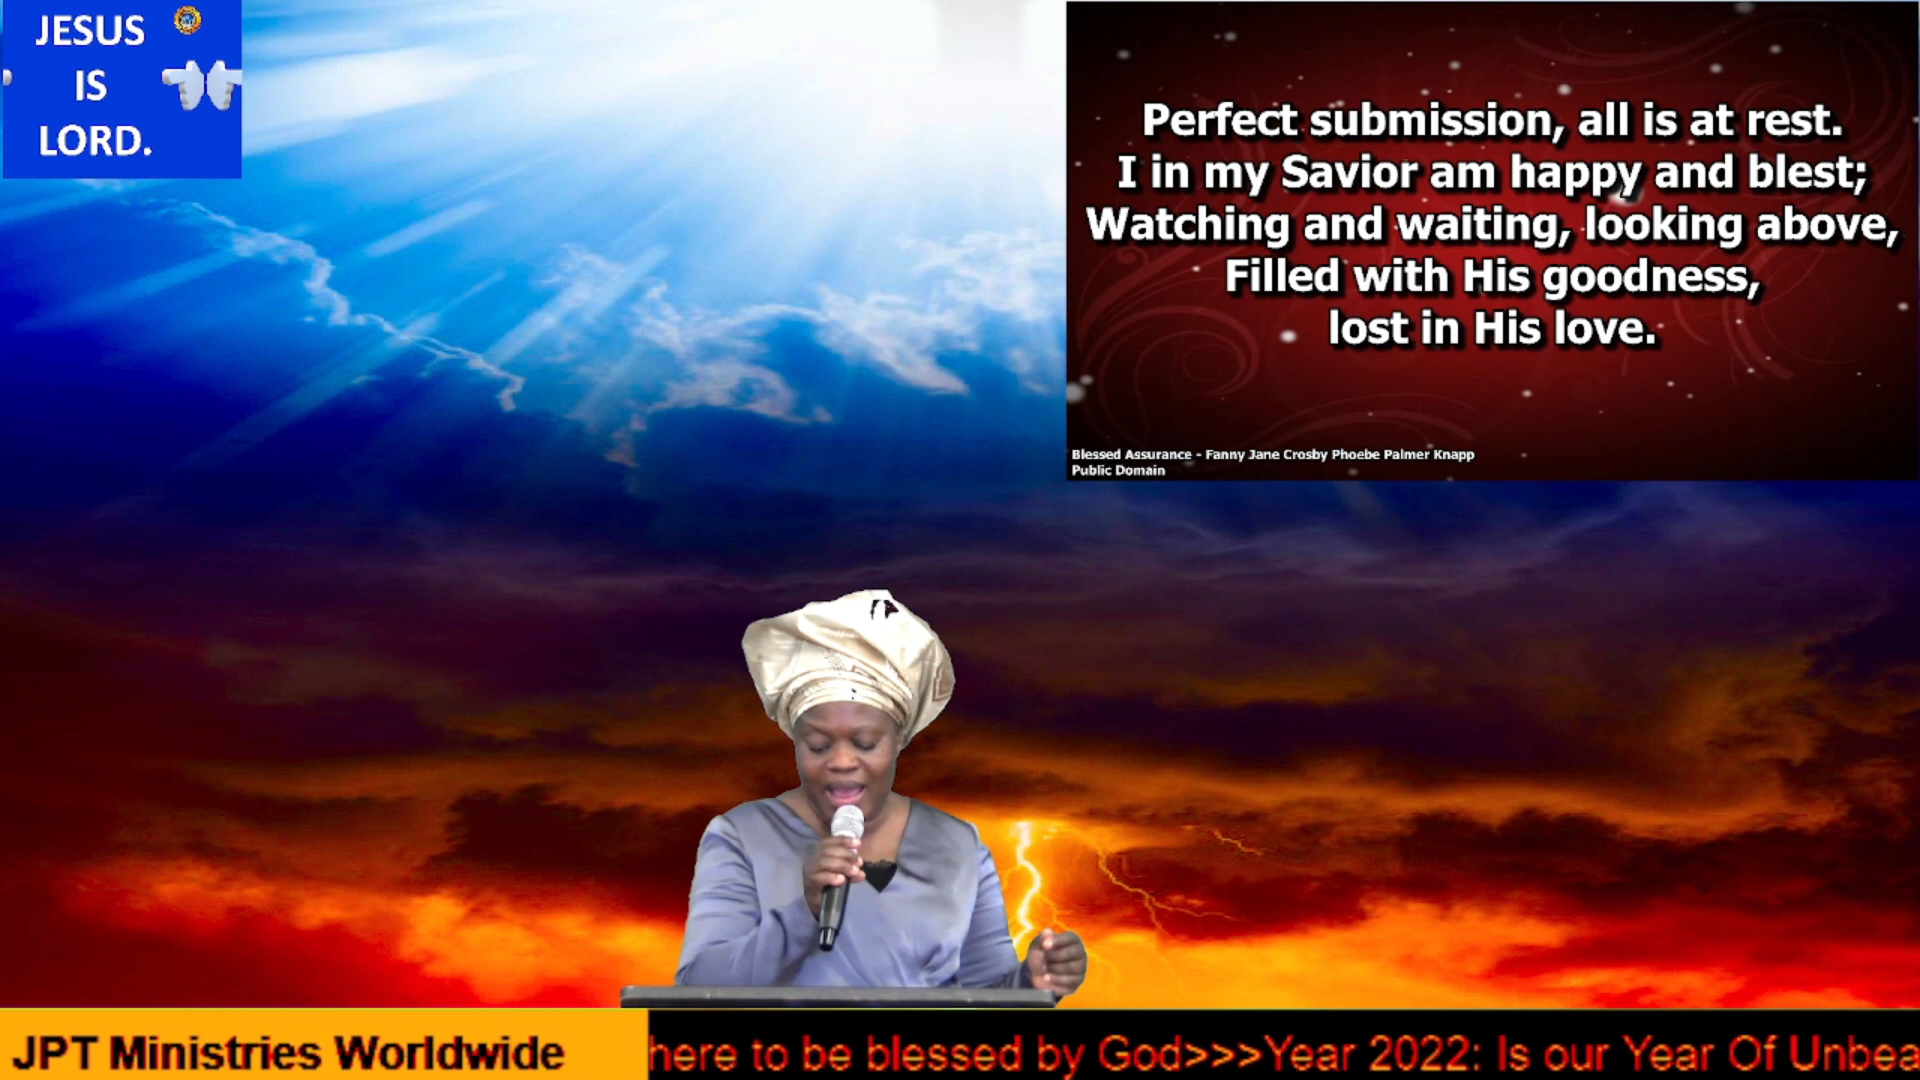 JESUS
IS
LORD.
Perfect submission, all is at rest.
I in my Savior am happy and blest;
Watching and waiting, looking above,
Filled with His goodness,
lost in His love.
Blessed Assurance - Fanny Jane Crosby Phoebe Palmer Knapp
Public Domain
JPT Ministries Worldwide
here to be blessed by God>>>Year 2022: Is our Year Of Unbea